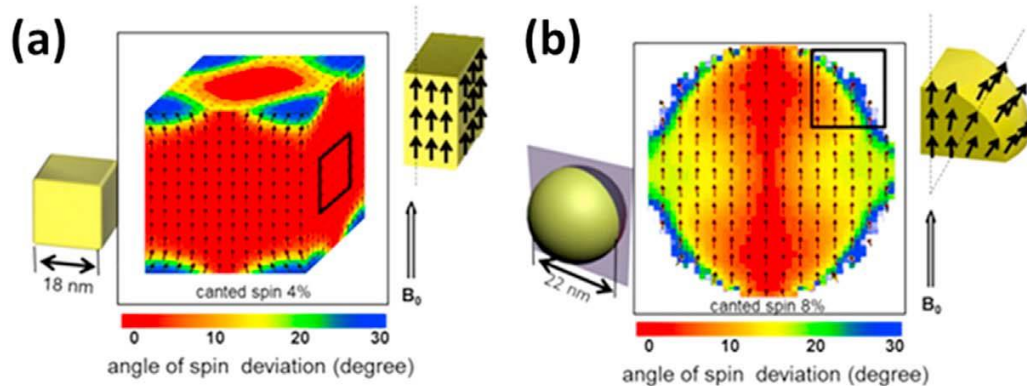 (a)
18 nm
canted spin 4%
B₀
0 10 20 30
angle of spin deviation (degree)
(b)
22 nm
canted spin 8%
B₀
0 10 20 30
angle of spin deviation (degree)